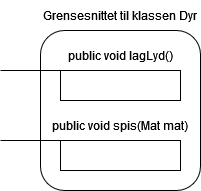 Grensesnittet til klassen Dyr
public void lagLyd()
public void spis(Mat mat)